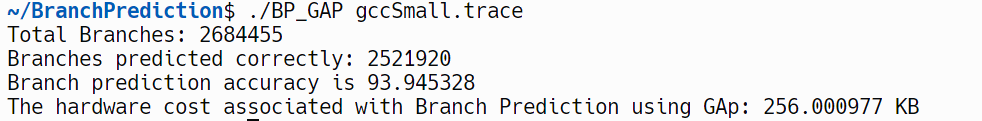 ~/BranchPrediction$ ./BP_GAP gccSmall.trace
Total Branches: 2684455
Branches predicted correctly: 2521920
Branch prediction accuracy is 93.945328
The hardware cost associated with Branch Prediction using GAp: 256.000977 KB